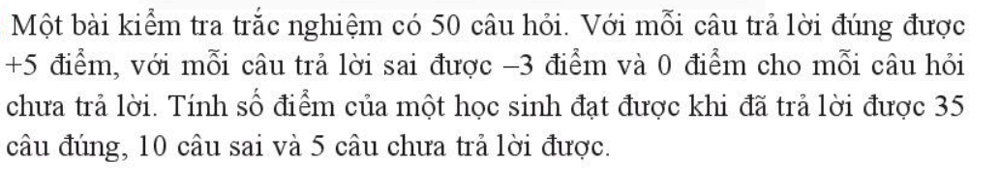 Một bài kiểm tra trắc nghiệm có 50 câu hỏi. Với mỗi câu trả lời đúng được
+5 điểm, với mỗi câu trả lời sai được –3 điểm và 0 điểm cho mỗi câu hỏi
chưa trả lời. Tính số điểm của một học sinh đạt được khi đã trả lời được 35
câu đúng, 10 câu sai và 5 câu chưa trả lời được.